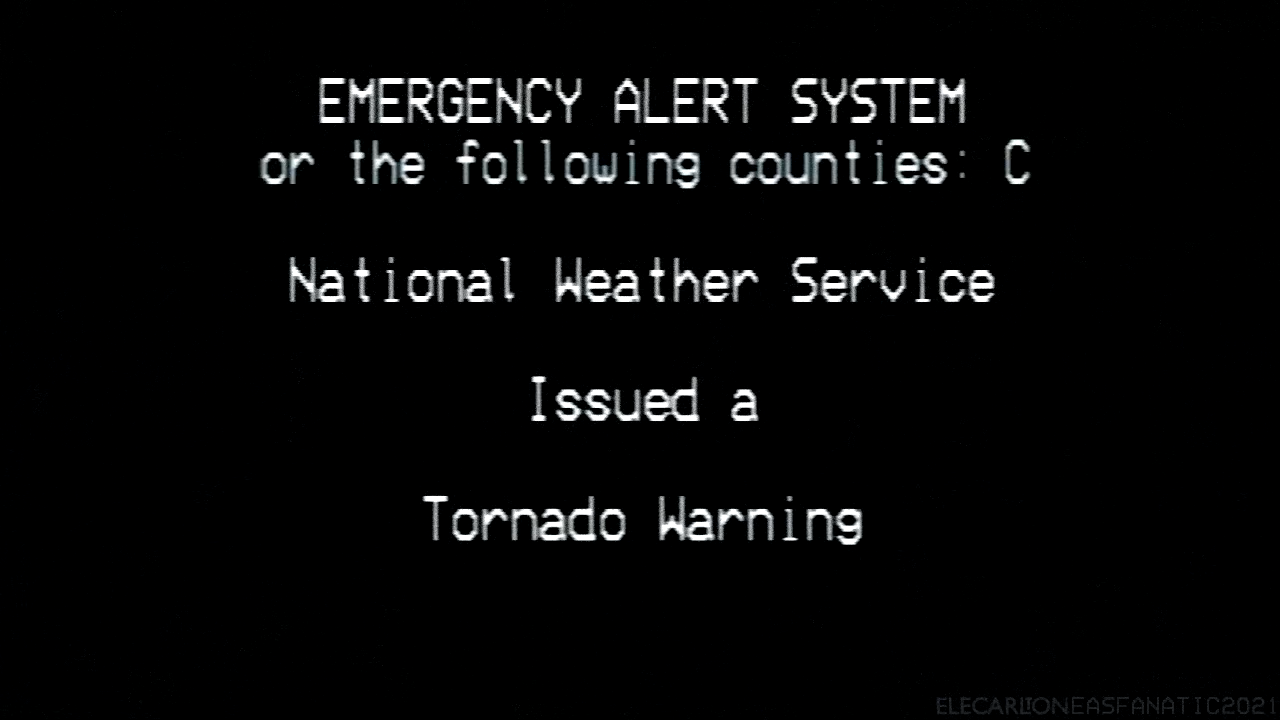 EMERGENCY ALERT SYSTEM
or the following counties: C
National Weather Service
Issued a
Tornado Warning
ELECARLIONEASFANATIC2021